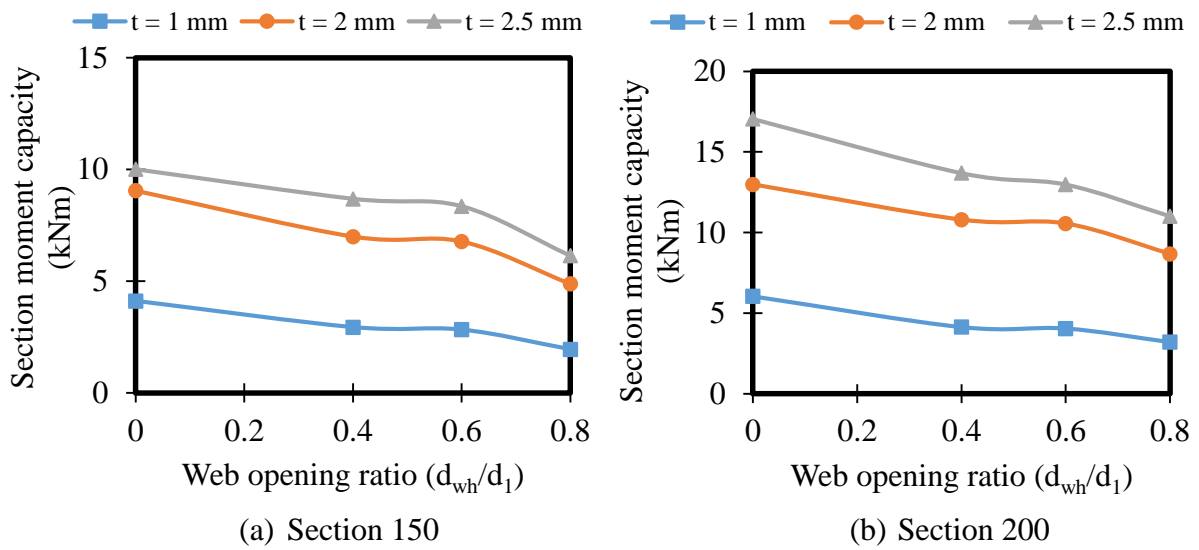 t = 1 mm t = 2 mm t = 2.5 mm
15
10
5
0
0 0.2 0.4 0.6 0.8
Section moment capacity
(kNm)
Web opening ratio (dwh/d1)
(a) Section 150
t = 1 mm t = 2 mm t = 2.5 mm
20
15
10
5
0
0 0.2 0.4 0.6 0.8
Section moment capacity
(kNm)
Web opening ratio (dwh/d1)
(b) Section 200